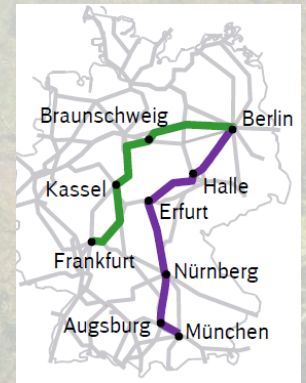 Braunschweig
Berlin
Kassel
Halle
Erfurt
Frankfurt
Nürnberg
Augsburg
München